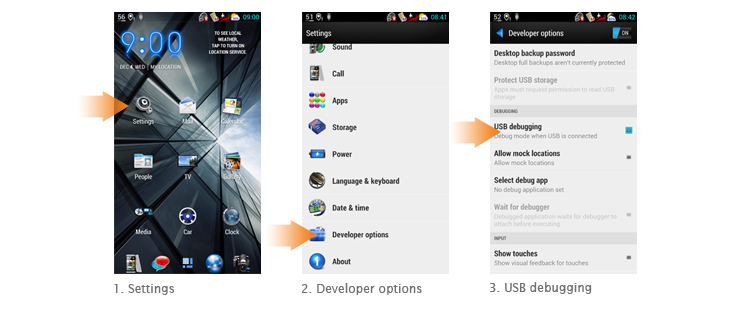 56 09:00
9:00
TO SEE LOCAL
WEATHER,
TAP TO TURN ON
LOCATION SERVICE.
DEC 4, WED | MY LOCATION
Settings
Mail
Calendar
People
TV
Gallery
Media
Car
Clock
1. Settings
51 08:41
Settings
Sound
Call
Apps
Storage
Power
Language & keyboard
Date & time
Developer options
About
2. Developer options
52 08:42
Developer options ON
Desktop backup password
Desktop full backups aren't currently protected
Protect USB storage
Apps must request permission to read USB
storage
DEBUGGING
USB debugging
Debug mode when USB is connected
Allow mock locations
Allow mock locations
Select debug app
No debug application set
Wait for debugger
Debugged application waits for debugger to
attach before executing
INPUT
Show touches
Show visual feedback for touches
3. USB debugging